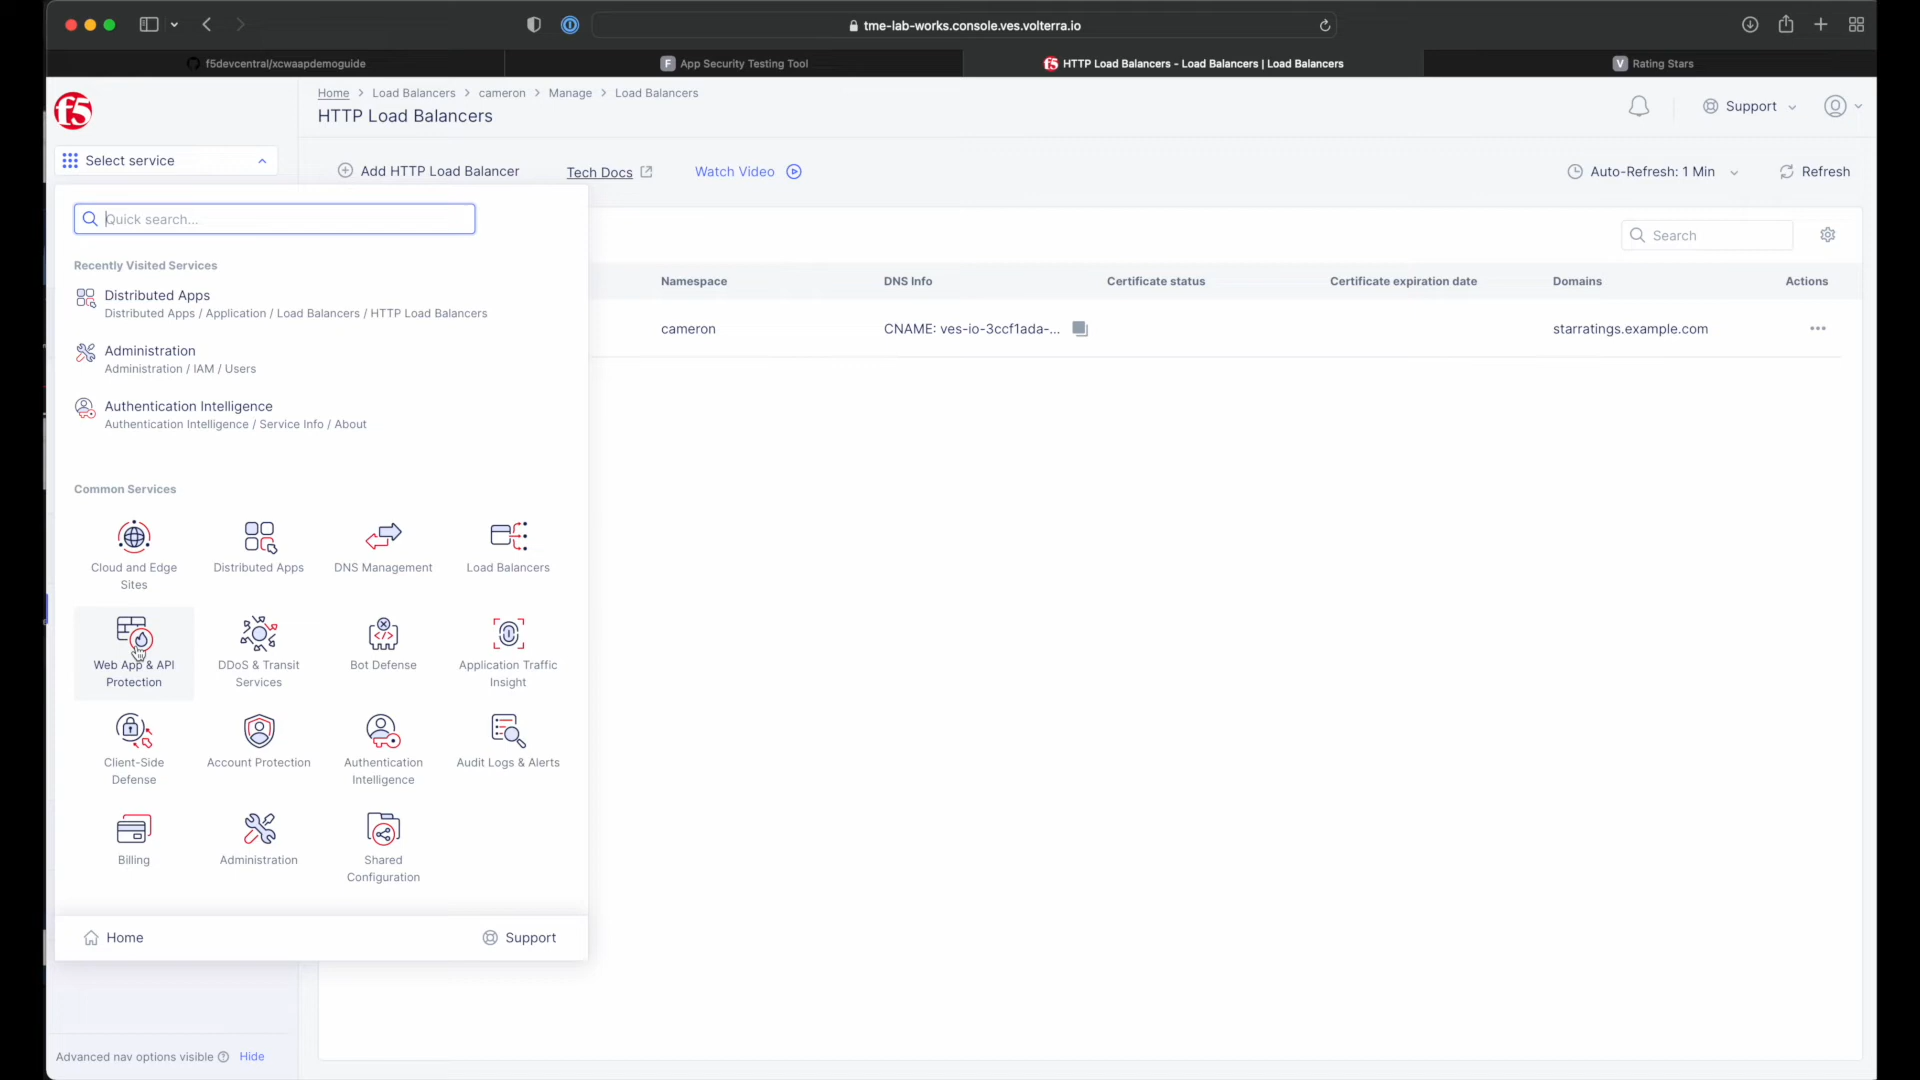 tme-lab-works.console.ves.volterra.io
f5devcentral/xcwaapdemoguide
F App Security Testing Tool
f5 HTTP Load Balancers - Load Balancers | Load Balancers
V Rating Stars
f5
Home > Load Balancers > cameron > Manage > Load Balancers
HTTP Load Balancers
Support
Select service
Add HTTP Load Balancer
Tech Docs
Watch Video
Auto-Refresh: 1 Min
Refresh
Quick search...
Search
Recently Visited Services
Namespace
DNS Info
Certificate status
Certificate expiration date
Domains
Actions
Distributed Apps
Distributed Apps / Application / Load Balancers / HTTP Load Balancers
cameron
CNAME: ves-io-3ccf1ada-...
starratings.example.com
Administration
Administration / IAM / Users
Authentication Intelligence
Authentication Intelligence / Service Info / About
Common Services
Cloud and Edge
Sites
Distributed Apps
DNS Management
Load Balancers
Web App & API
Protection
DDoS & Transit
Services
Bot Defense
Application Traffic
Insight
Client-Side
Defense
Account Protection
Authentication
Intelligence
Audit Logs & Alerts
Billing
Administration
Shared
Configuration
Home
Support
Advanced nav options visible
Hide